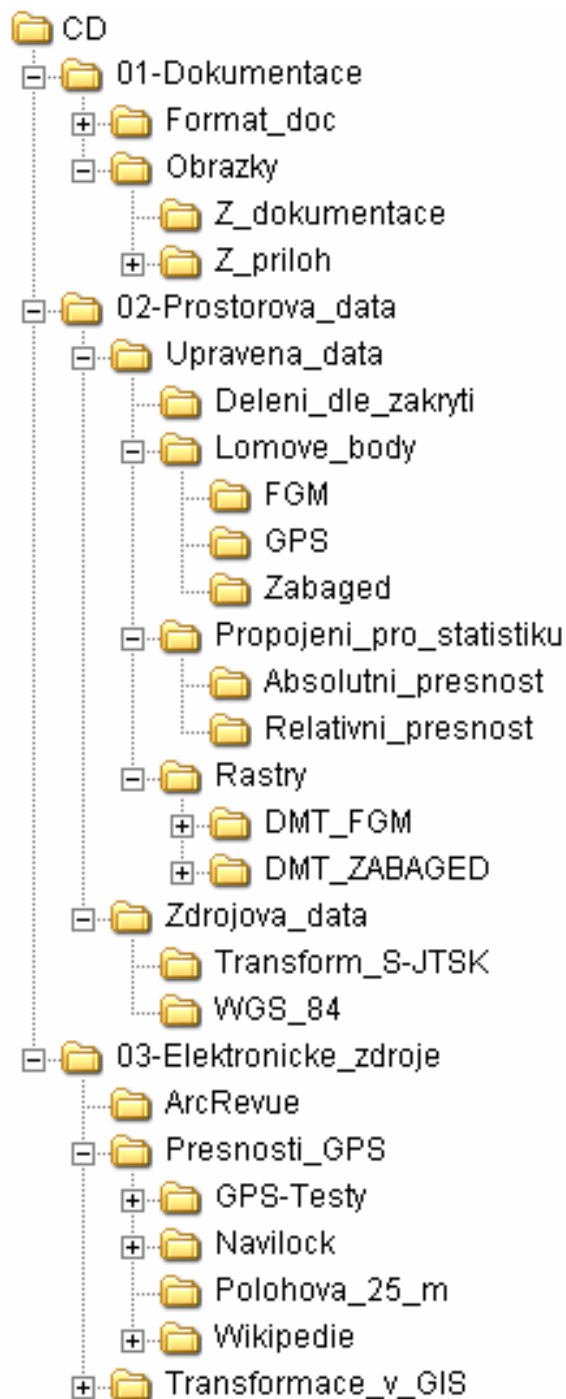 CD
01-Dokumentace
Format_doc
Obrazky
Z_dokumentace
Z_priloh
02-Prostorova_data
Upravena_data
Deleni_dle_zakryti
Lomove_body
FGM
GPS
Zabaged
Propojeni_pro_statistiku
Absolutni_presnost
Relativni_presnost
Rastry
DMT_FGM
DMT_ZABAGED
Zdrojova_data
Transform_S-JTSK
WGS_84
03-Elektronicke_zdroje
ArcRevue
Presnosti_GPS
GPS-Testy
Navilock
Polohova_25_m
Wikipedie
Transformace_v_GIS